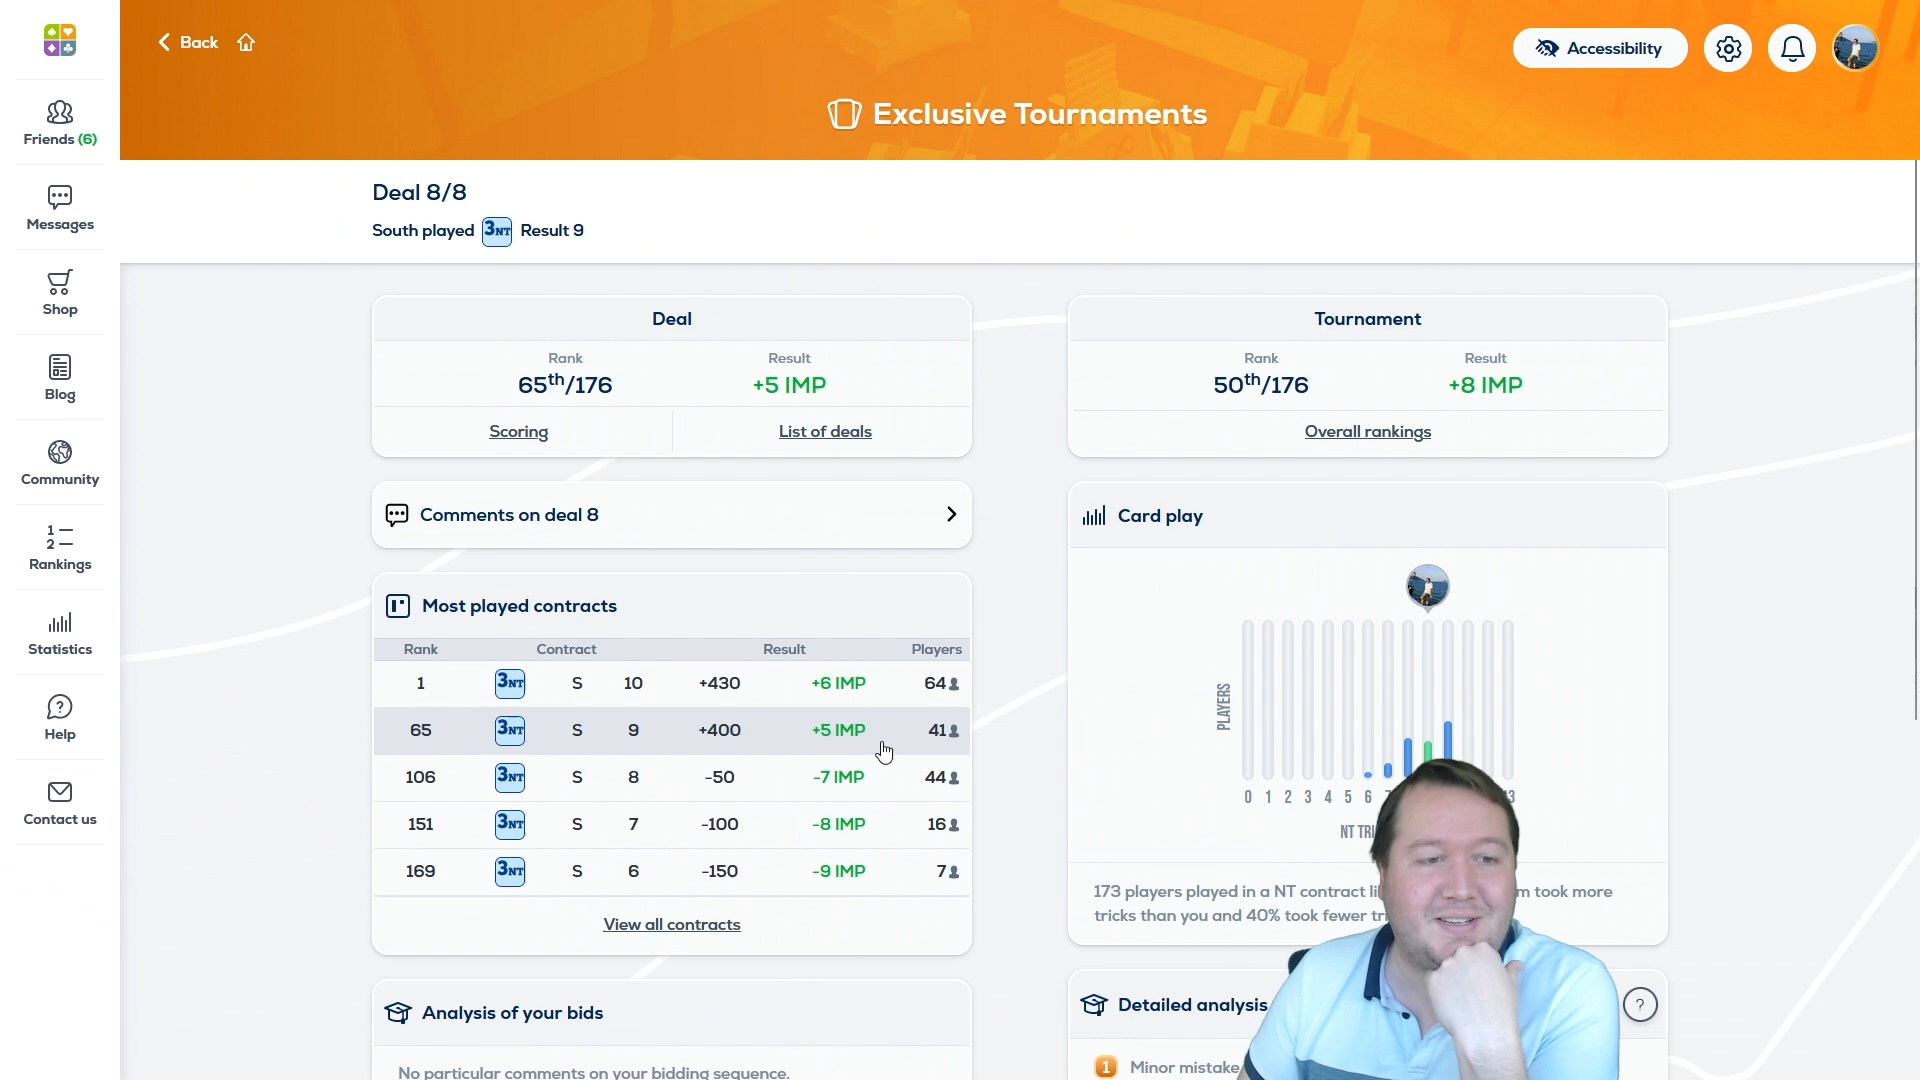 Back
Accessibility
Exclusive Tournaments
Friends (6)
Messages
Shop
Blog
Community
1
2
Rankings
Statistics
Help
Contact us
Deal 8/8
South played 3NT Result 9
Deal
Rank Result
65th/176 +5 IMP
Scoring List of deals
Tournament
Rank Result
50th/176 +8 IMP
Overall rankings
Comments on deal 8
Most played contracts
Rank Contract Result Players
1 3NT S 10 +430 +6 IMP 64
65 3NT S 9 +400 +5 IMP 41
106 3NT S 8 -50 -7 IMP 44
151 3NT S 7 -100 -8 IMP 16
169 3NT S 6 -150 -9 IMP 7
View all contracts
Card play
PLAYERS
0 1 2 3 4 5 6
NT
173 players played in a NT contract
took more
tricks than you and 40% took fewer
Analysis of your bids
No particular comments on your bidding sequence.
Detailed analysis
?
1 Minor mistake